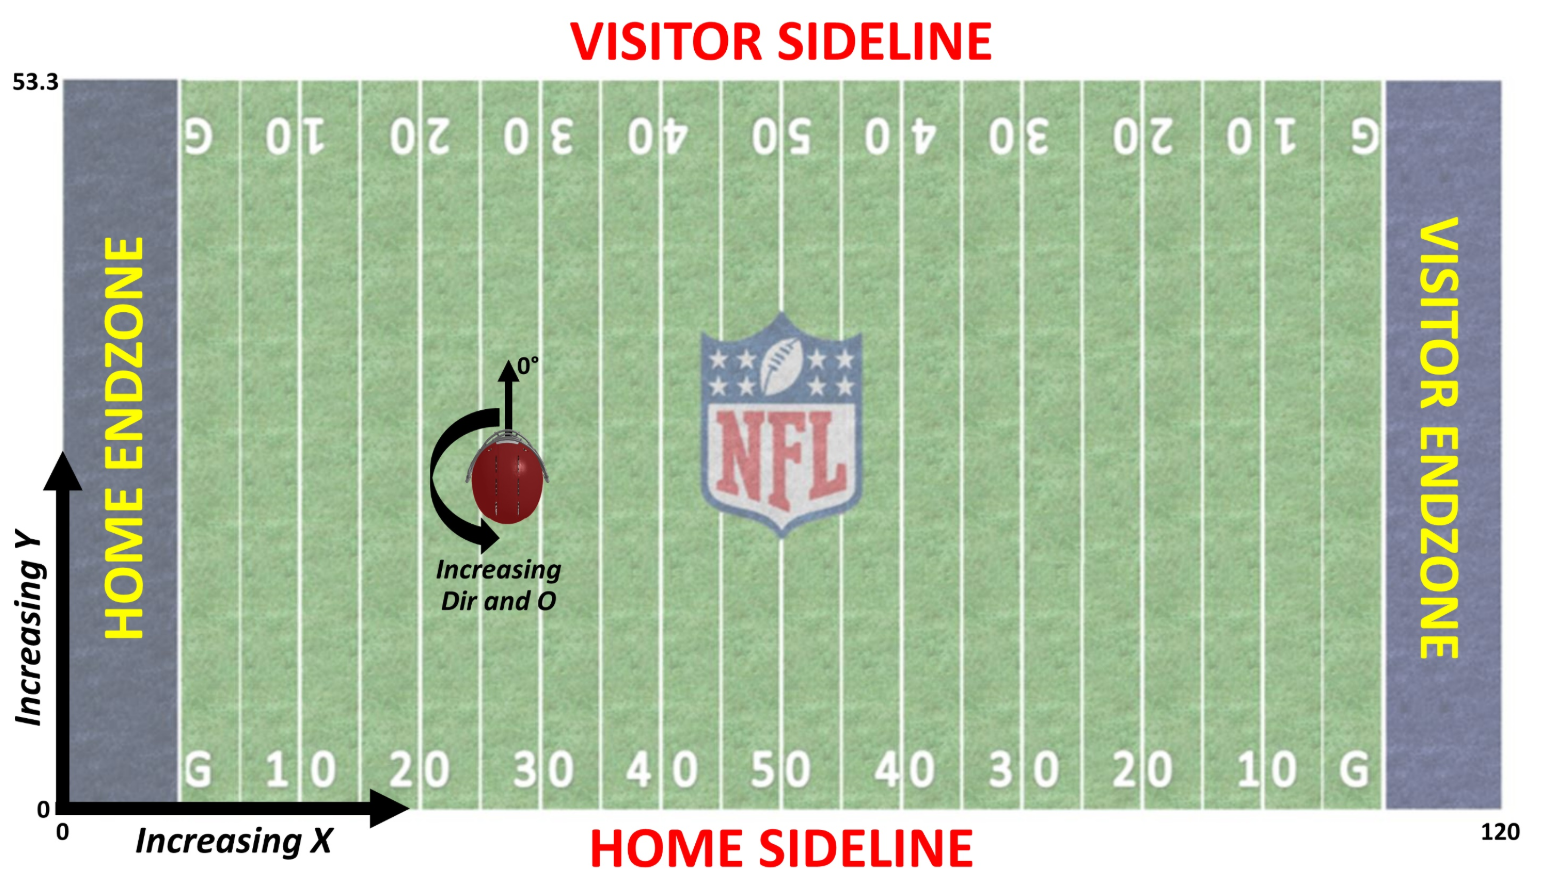 VISITOR SIDELINE
53.3
G 10 20 30 40 50 40 30 20 10 G
HOME ENDZONE
VISITOR ENDZONE
NFL
0°
Increasing
Dir and O
Increasing Y
G 10 20 30 40 50 40 30 20 10 G
0
0
Increasing X
HOME SIDELINE
120